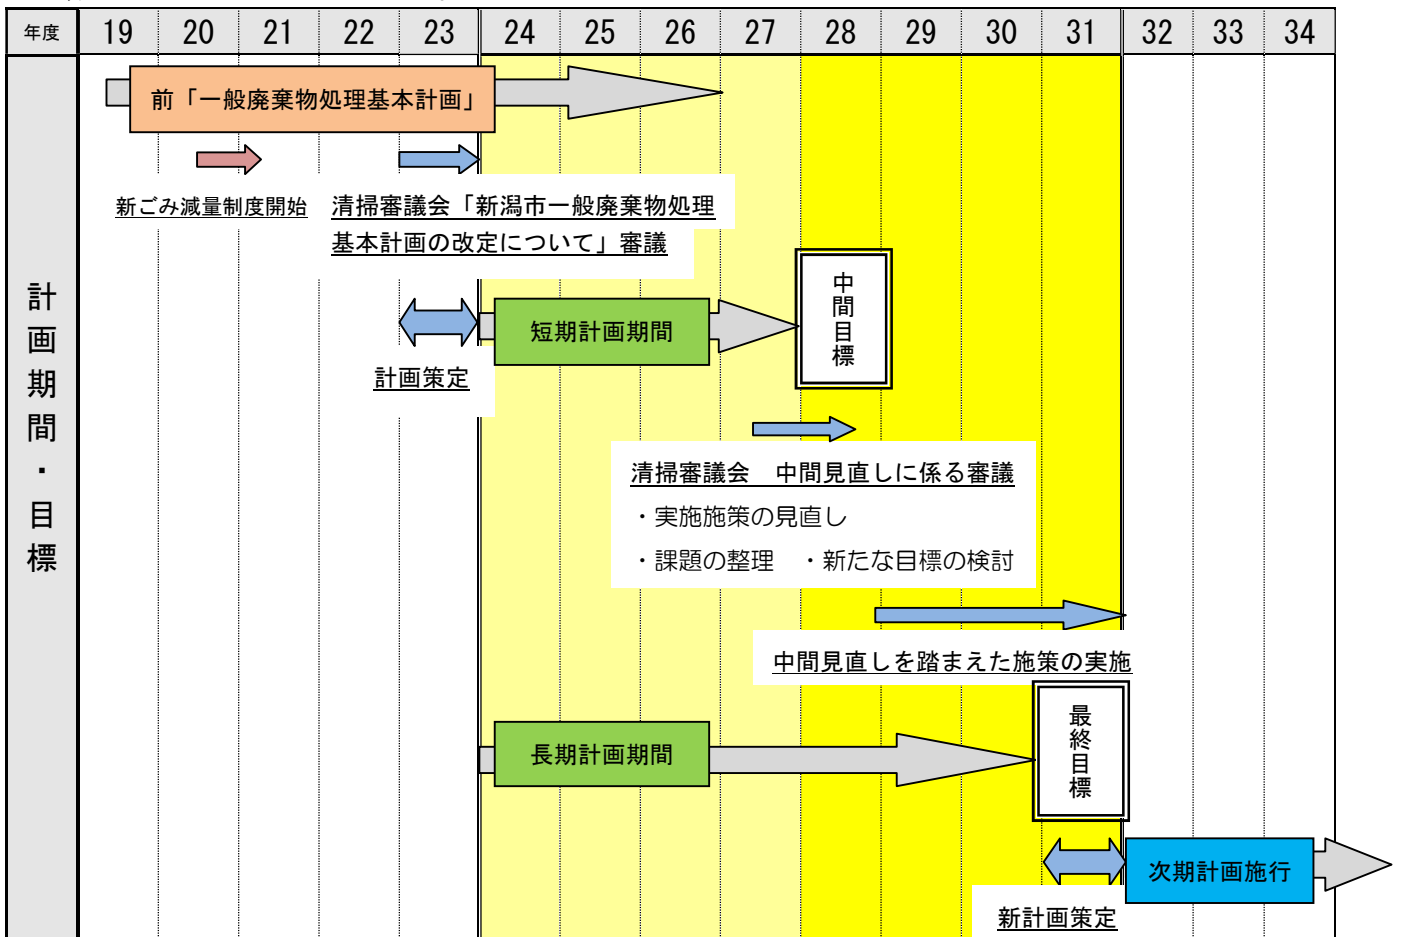 年度 19 20 21 22 23 24 25 26 27 28 29 30 31 32 33 34
計画期間・目標
前「一般廃棄物処理基本計画」
新ごみ減量制度開始
清掃審議会「新潟市一般廃棄物処理
基本計画の改定について」審議
中間目標
短期計画期間
計画策定
清掃審議会　中間見直しに係る審議
・実施施策の見直し
・課題の整理　・新たな目標の検討
中間見直しを踏まえた施策の実施
最終目標
長期計画期間
次期計画施行
新計画策定